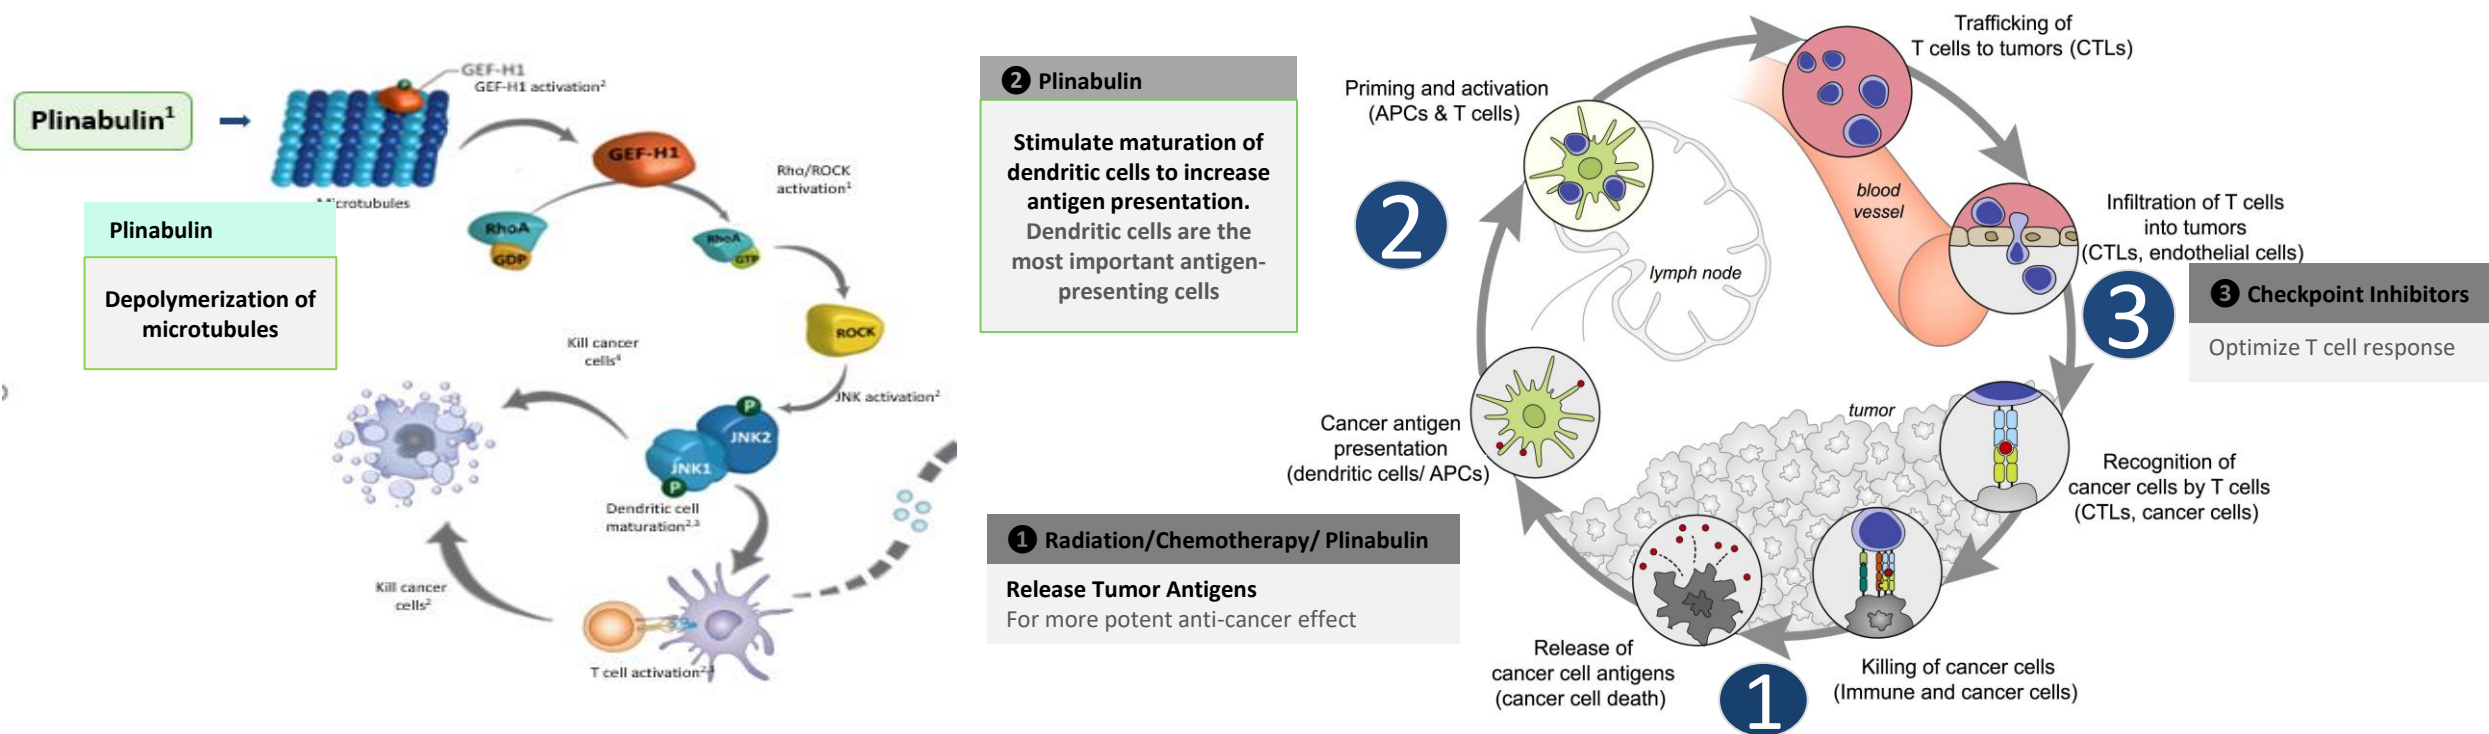 Plinabulin¹
GEF-H1
GEF-H1 activation²
GEF-H1
Microtubules
Rho/ROCK
activation¹
RhoA
GDP
RhoA
GTP
Plinabulin
Depolymerization of
microtubules
ROCK
Kill cancer
cells⁴
JNK activation²
P
JNK2
JNK1
P
Dendritic cell
maturation²,³
Kill cancer
cells²
T cell activation²,³
❷ Plinabulin
Stimulate maturation of
dendritic cells to increase
antigen presentation.
Dendritic cells are the
most important antigen-
presenting cells
❶ Radiation/Chemotherapy/ Plinabulin
Release Tumor Antigens
For more potent anti-cancer effect
Trafficking of
T cells to tumors (CTLs)
Priming and activation
(APCs & T cells)
2
blood
vessel
lymph node
Infiltration of T cells
into tumors
(CTLs, endothelial cells)
3
❸ Checkpoint Inhibitors
Optimize T cell response
Cancer antigen
presentation
(dendritic cells/ APCs)
tumor
Recognition of
cancer cells by T cells
(CTLs, cancer cells)
Release of
cancer cell antigens
(cancer cell death)
1
Killing of cancer cells
(Immune and cancer cells)